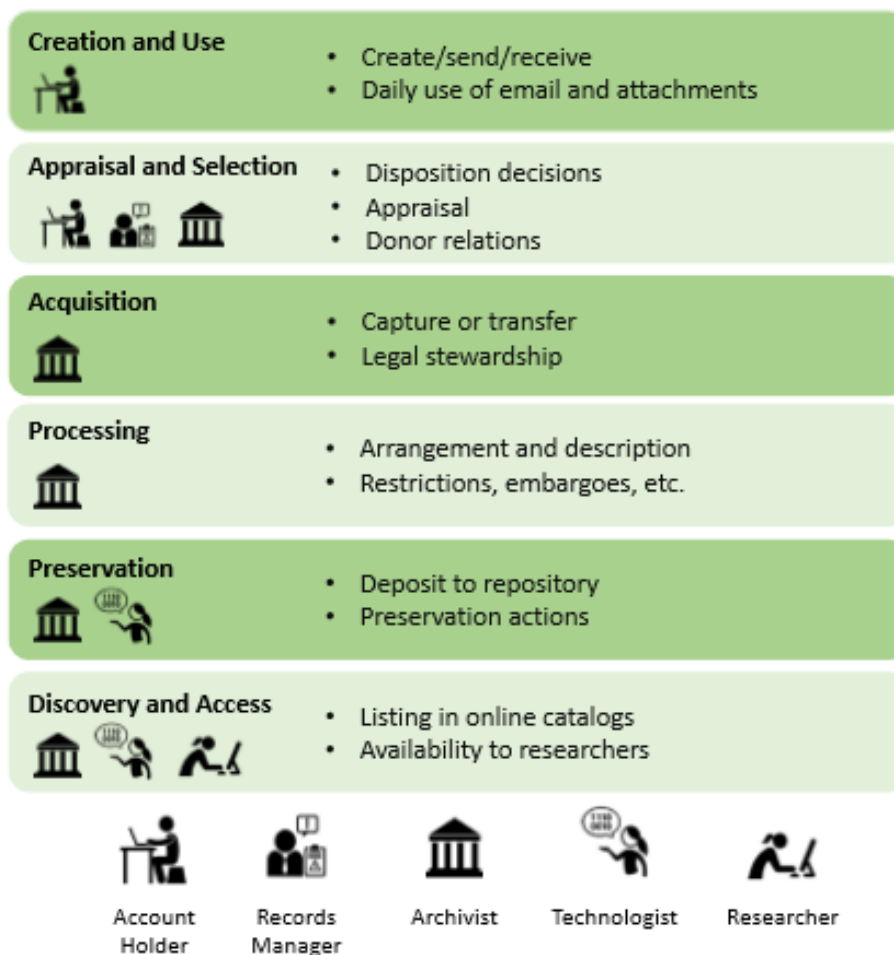 Creation and Use
• Create/send/receive
• Daily use of email and attachments
Appraisal and Selection
• Disposition decisions
• Appraisal
• Donor relations
Acquisition
• Capture or transfer
• Legal stewardship
Processing
• Arrangement and description
• Restrictions, embargoes, etc.
Preservation
• Deposit to repository
• Preservation actions
Discovery and Access
• Listing in online catalogs
• Availability to researchers
Account
Holder
Records
Manager
Archivist
Technologist
Researcher